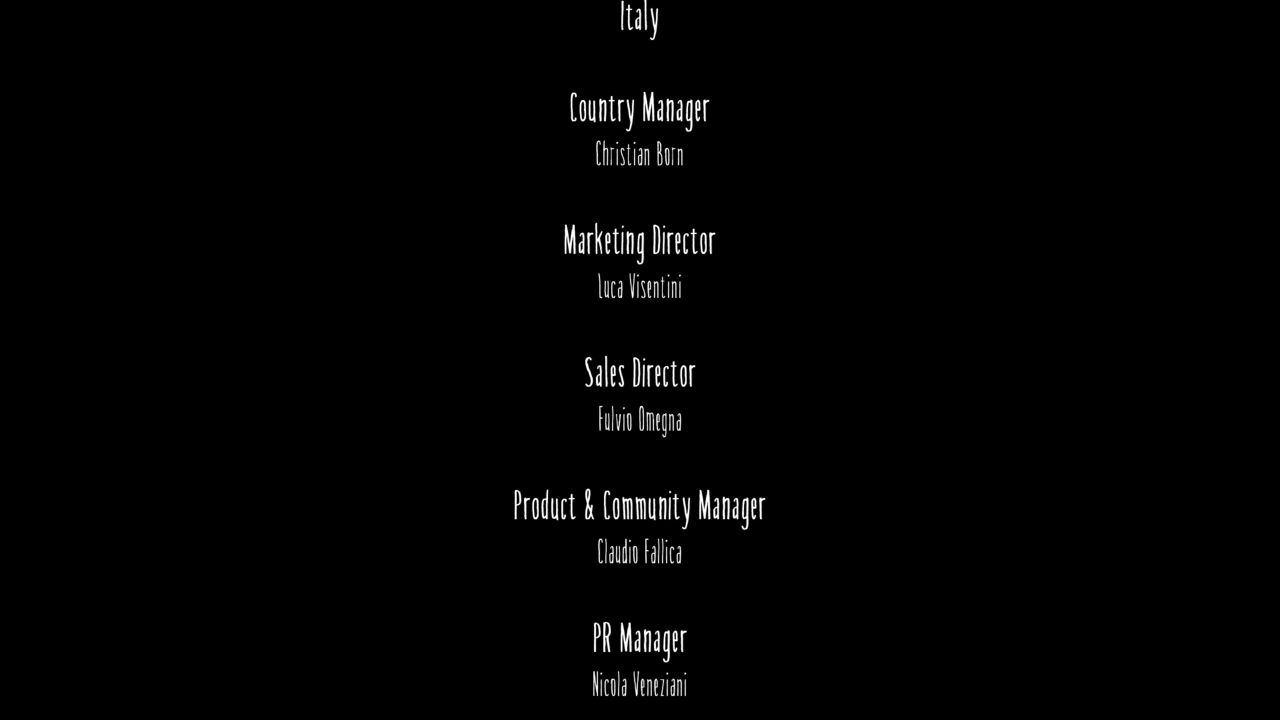 Italy
Country Manager
Christian Born
Marketing Director
Luca Visentini
Sales Director
Fulvio Omegna
Product & Community Manager
Claudio Fallica
PR Manager
Nicola Veneziani